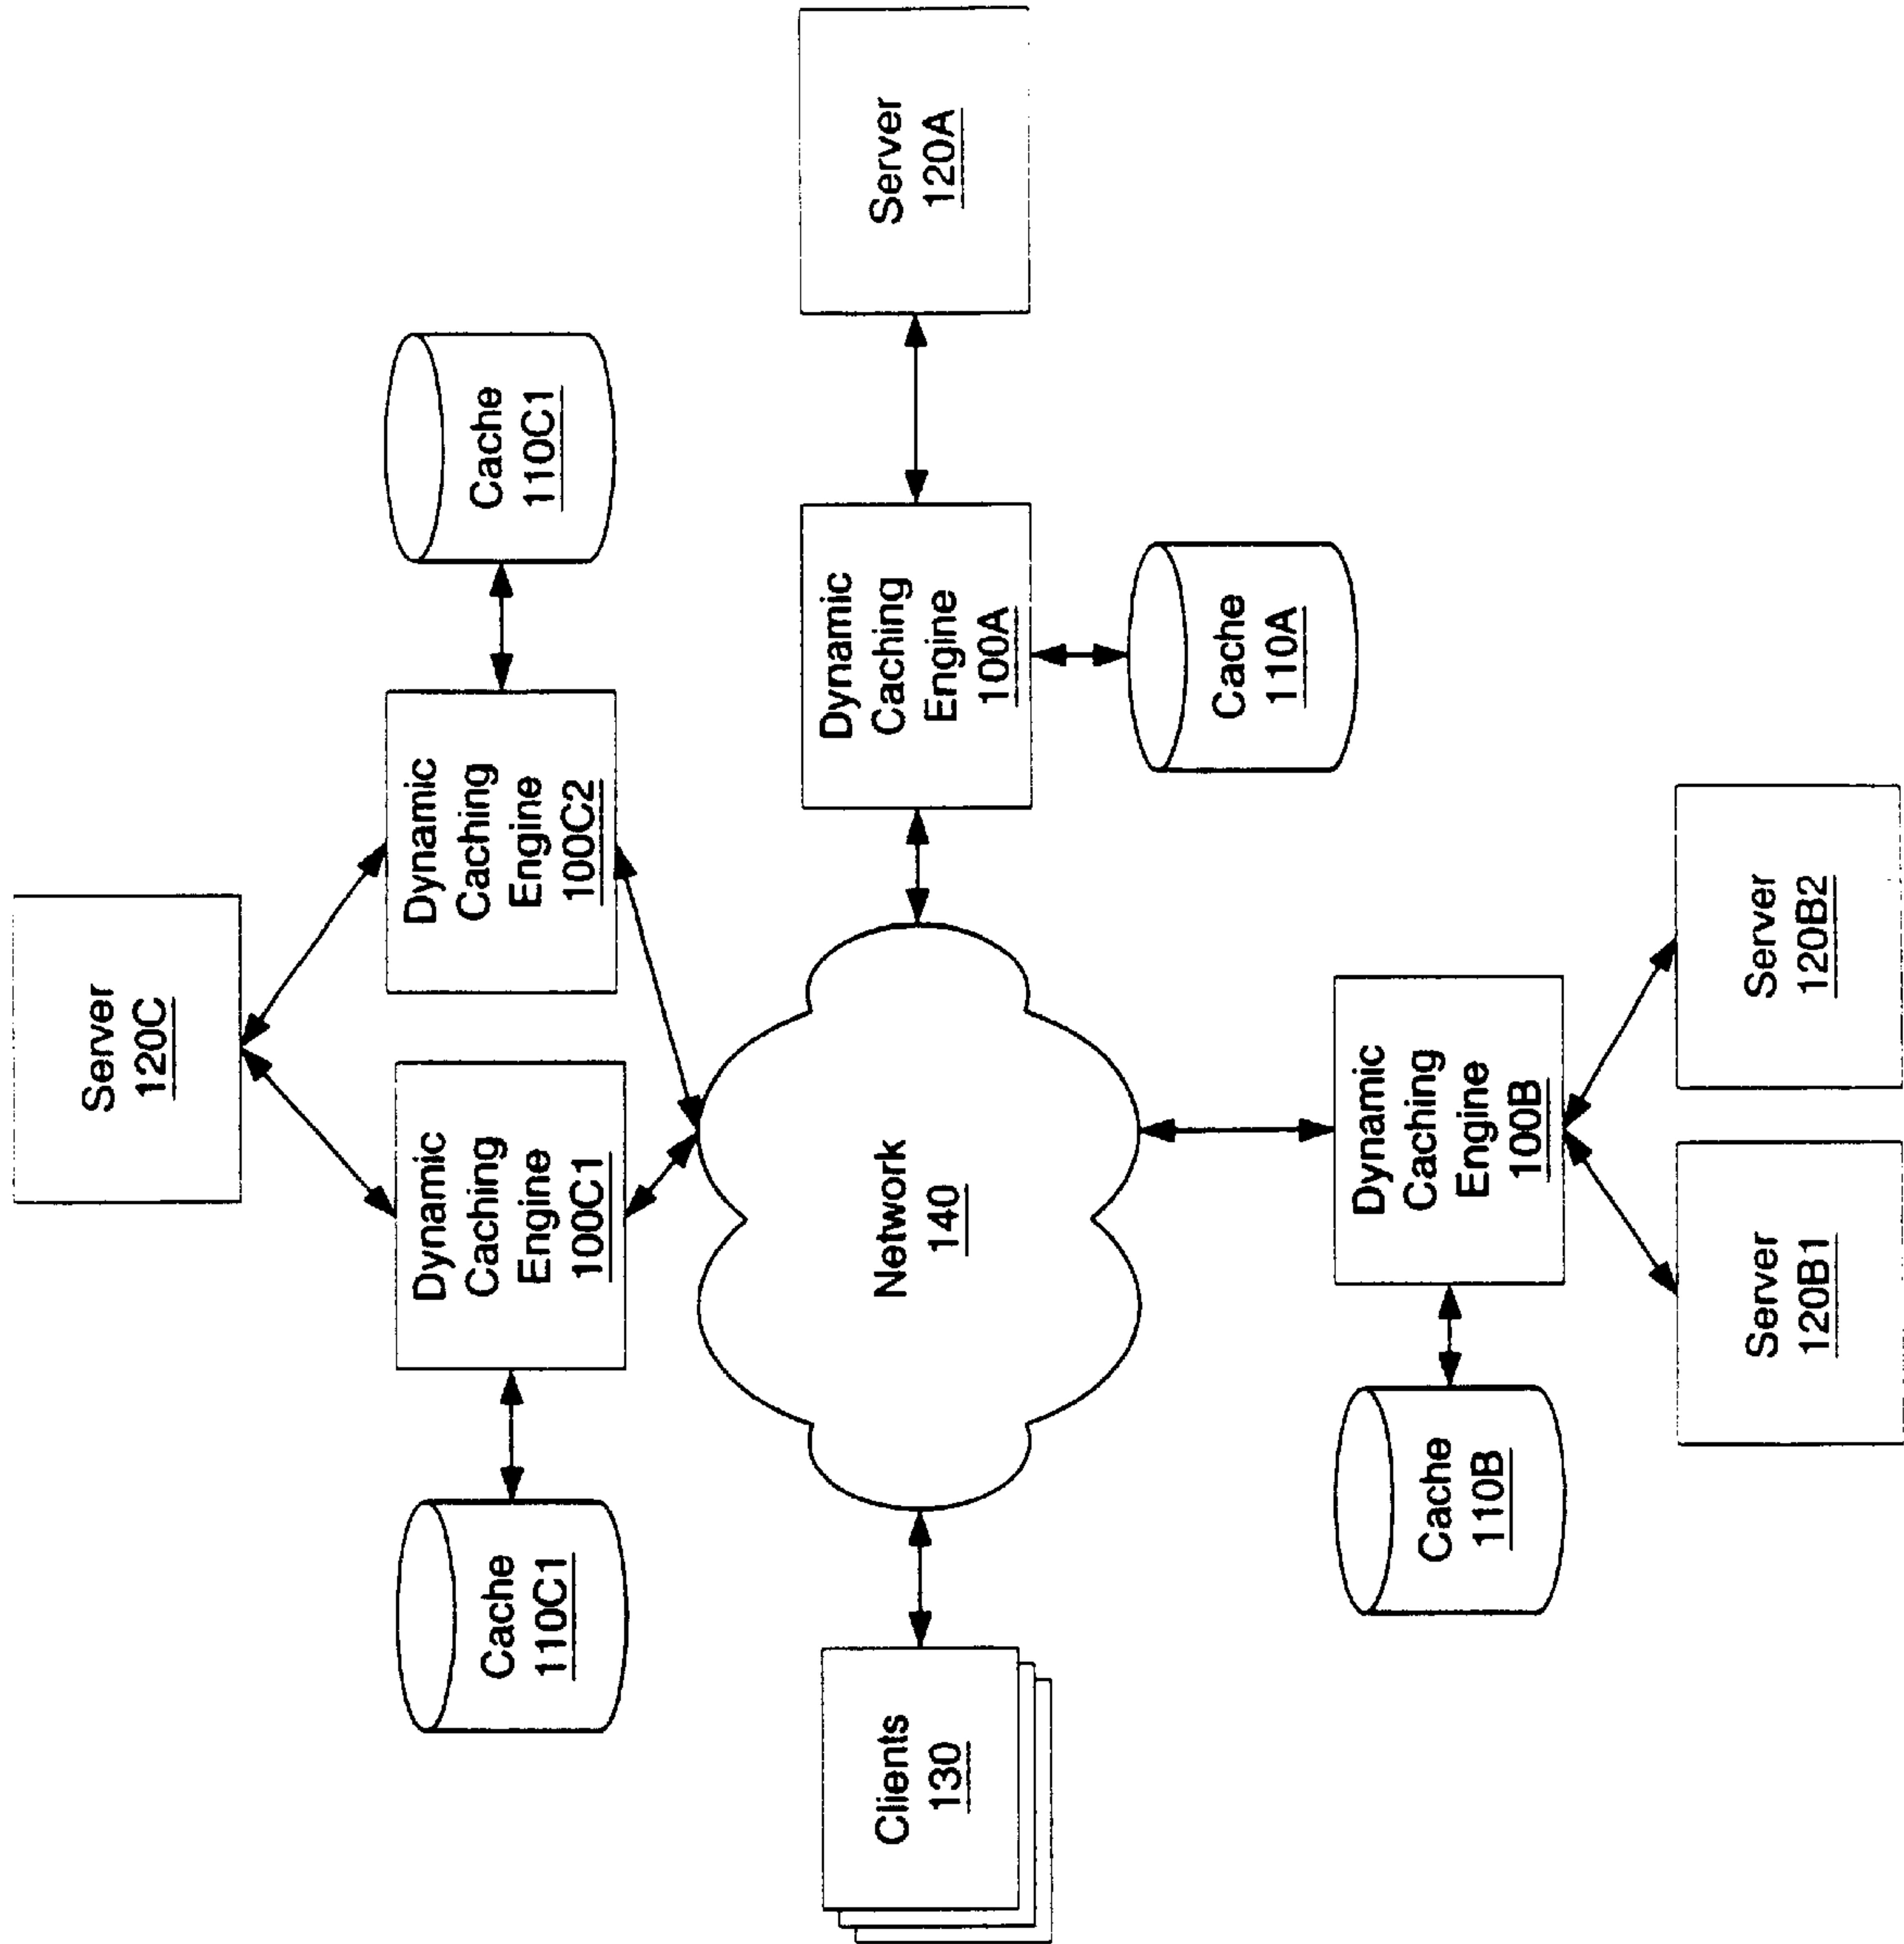 Server
120C
Cache
110C1
Dynamic
Caching
Engine
100C1
Dynamic
Caching
Engine
100C2
Cache
110C1
Clients
130
Network
140
Dynamic
Caching
Engine
100A
Server
120A
Cache
110A
Cache
110B
Dynamic
Caching
Engine
100B
Server
120B1
Server
120B2